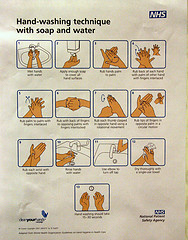 Hand-washing technique
with soap and water
NHS
Wet hands
with water
Apply enough soap
to cover all
hand surfaces
Rub hands palm
to palm
Rub back of each hand
with palm of other hand
with fingers interlaced
Rub palm to palm with
fingers interlaced
Rub with back of fingers
to opposing palms with
fingers interlocked
Rub each thumb clasped
in opposite hand using a
rotational movement
Rub tips of fingers in
opposite palm in a
circular motion
Rub each wrist with
opposite hand
Rinse hands
with water
Use elbow to
turn off tap
Dry thoroughly with
a single-use towel
Hand washing should take
15–30 seconds
cleanyourhands
NHS
National Patient
Safety Agency